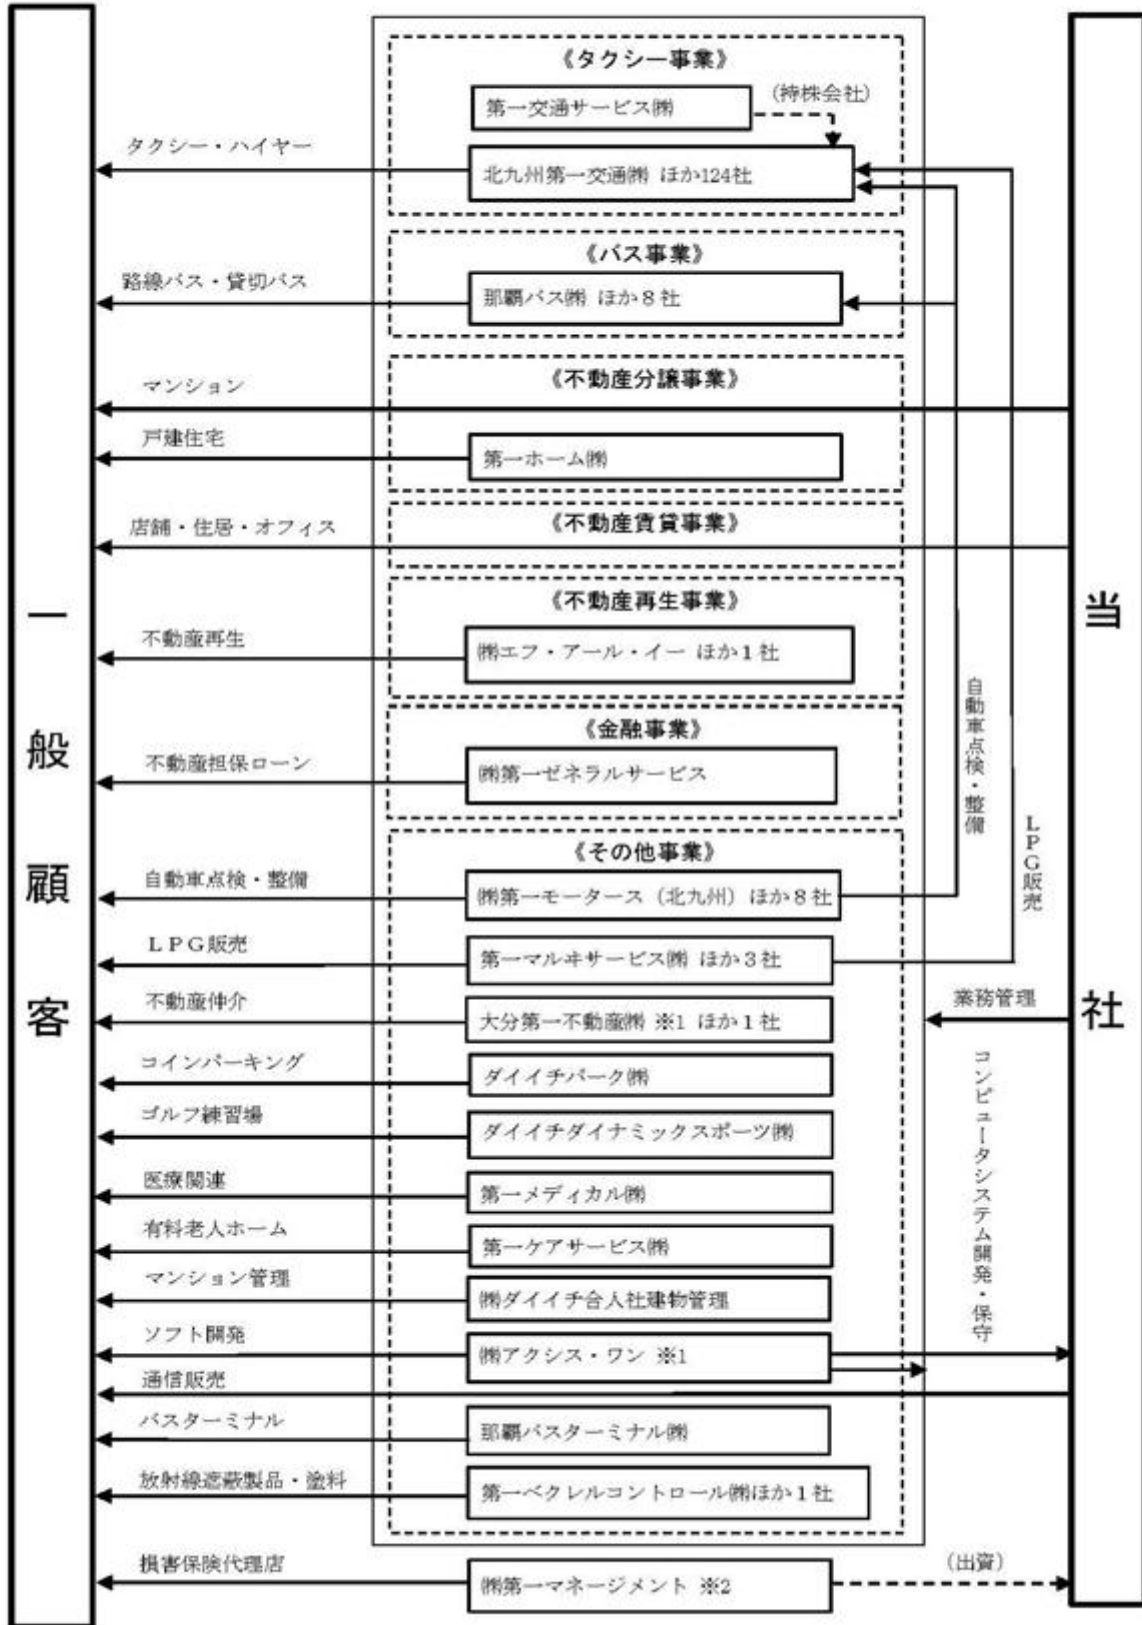 《タクシー事業》
第一交通サービス㈱
(持株会社)
タクシー・ハイヤー
北九州第一交通㈱ ほか124社
《バス事業》
路線バス・貸切バス
那覇バス㈱ ほか8社
《不動産分譲事業》
マンション
戸建住宅
第一ホーム㈱
《不動産賃貸事業》
店舗・住居・オフィス
《不動産再生事業》
不動産再生
㈱エフ・アール・イー ほか1社
《金融事業》
不動産担保ローン
㈱第一ゼネラルサービス
《その他事業》
自動車点検・整備
㈱第一モータース（北九州）ほか8社
LPG販売
第一マルヰサービス㈱ ほか3社
不動産仲介
大分第一不動産㈱ ※1 ほか1社
コインパーキング
ダイイチパーク㈱
ゴルフ練習場
ダイイチダイナミックスポーツ㈱
医療関連
第一メディカル㈱
有料老人ホーム
第一ケアサービス㈱
マンション管理
㈱ダイイチ合人社建物管理
ソフト開発
㈱アクシス・ワン ※1
通信販売
バスターミナル
那覇バスターミナル㈱
放射線遮蔽製品・塗料
第一ベクレルコントロール㈱ほか1社
損害保険代理店
㈱第一マネージメント ※2
(出資)
自動車点検・整備
LPG販売
業務管理
コンピュータシステム開発・保守
一般顧客
当社